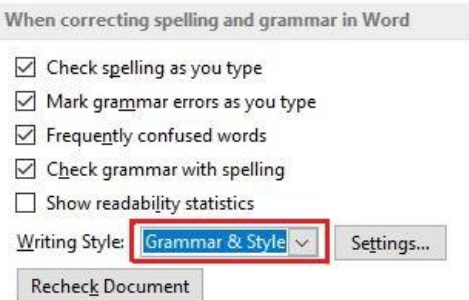 When correcting spelling and grammar in Word
Check spelling as you type
Mark grammar errors as you type
Frequently confused words
Check grammar with spelling
Show readability statistics
Writing Style: Grammar & Style Settings...
Recheck Document